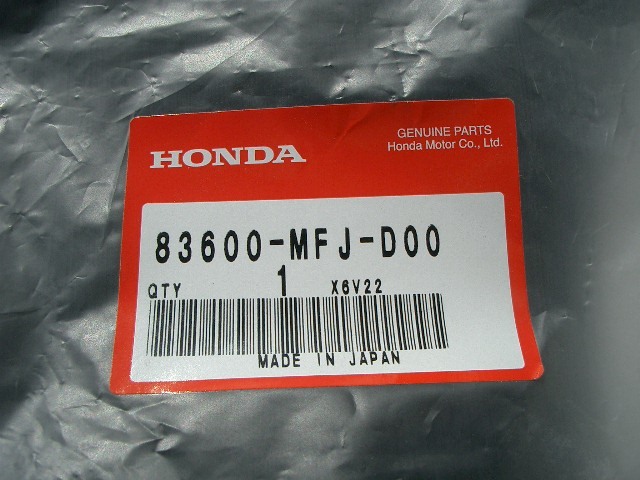 HONDA
GENUINE PARTS
Honda Motor Co., Ltd.
83600-MFJ-D00
QTY 1 X6V22
MADE IN JAPAN